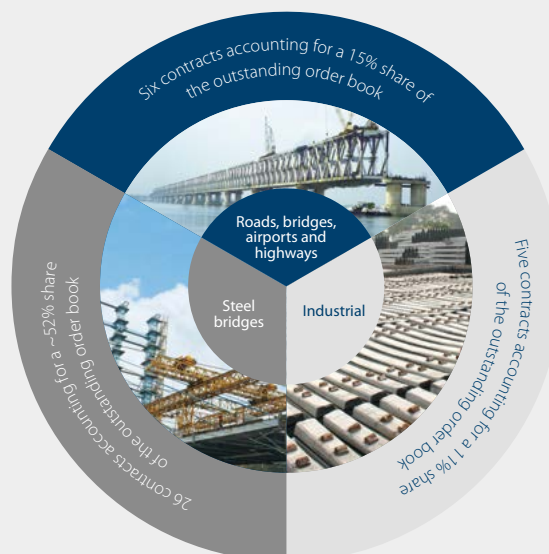 Six contracts accounting for a 15% share of
the outstanding order book
Roads, bridges,
airports and
highways
Steel
bridges
Industrial
Five contracts accounting for a 11% share
of the outstanding order book
26 contracts accounting for a ~52% share
of the outstanding order book